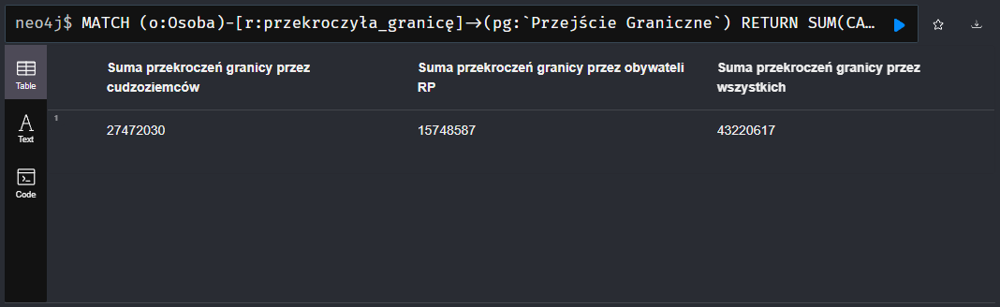 neo4j$ MATCH (o:Osoba)-[r:przekroczyła_granicę]->(pg:`Przejście Graniczne`) RETURN SUM(CA…
Table
Text
Code
Suma przekroczeń granicy przez
cudzoziemców
Suma przekroczeń granicy przez obywateli
RP
Suma przekroczeń granicy przez
wszystkich
1
27472030
15748587
43220617